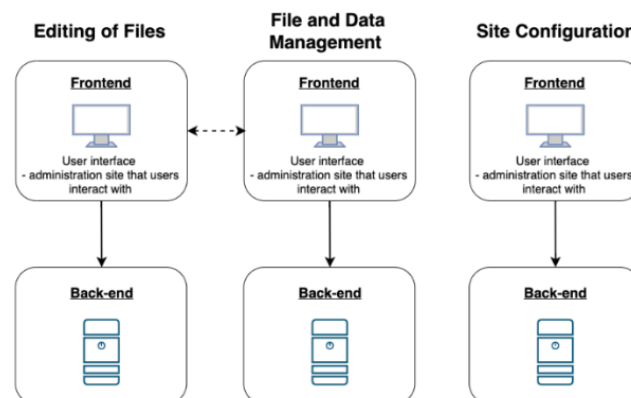 Editing of Files
File and Data
Management
Site Configuration
Frontend
User interface
- administration site that users
interact with
Frontend
User interface
- administration site that users
interact with
Frontend
User interface
- administration site that users
interact with
Back-end
Back-end
Back-end